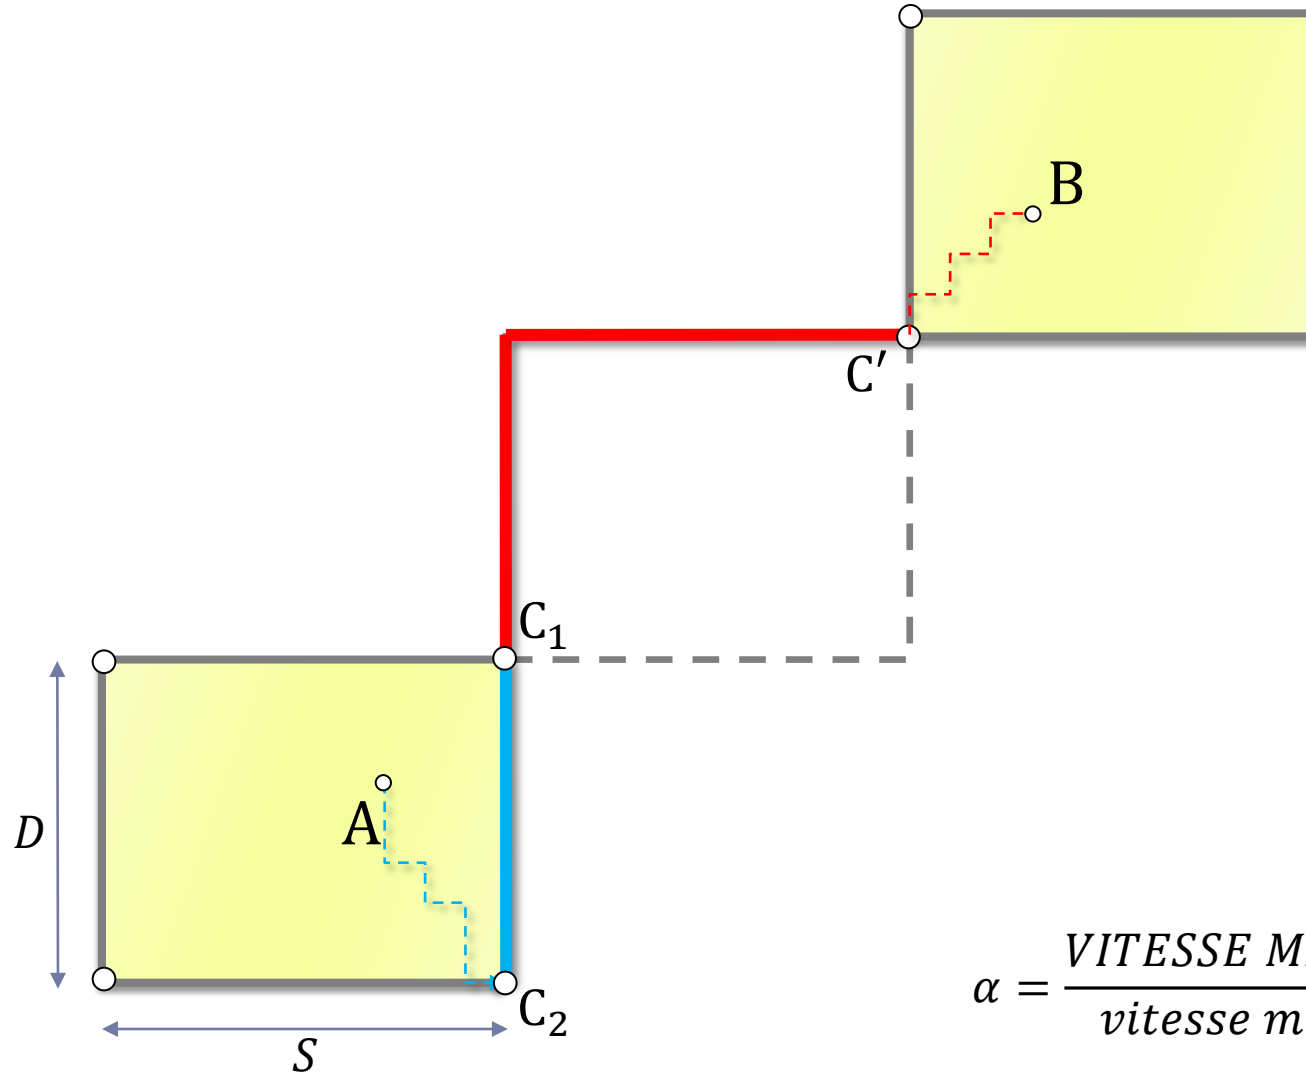 B
C′
C₁
A
D
C₂
S
α = VITESSE / vitesse